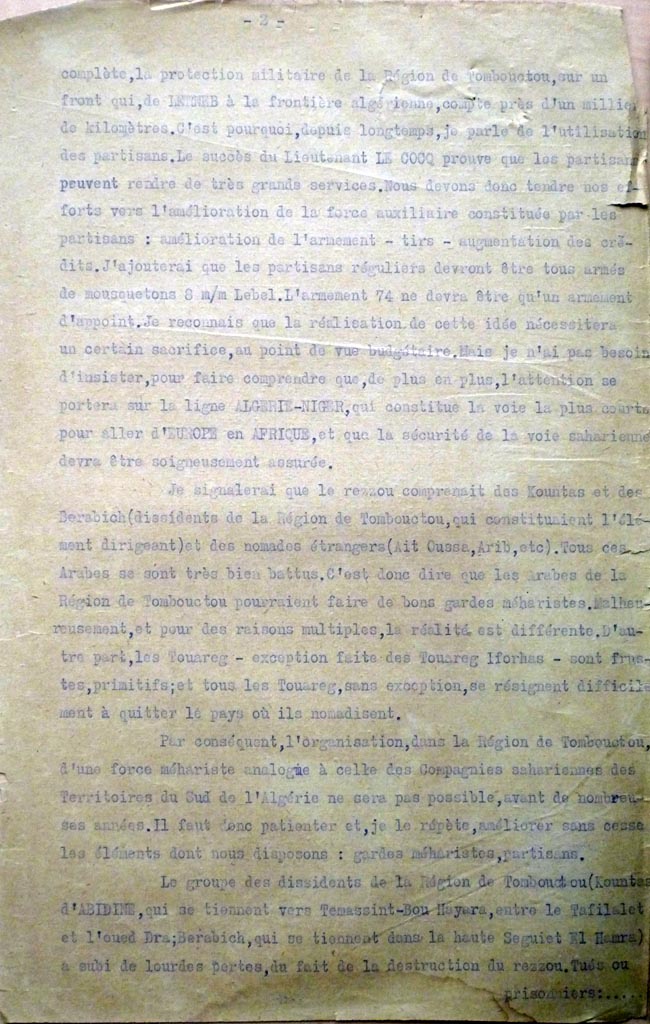 - 2 -
complète,la protection militaire de la Région de Tombouctou,sur un
front qui,de LETNEB à la frontière algérienne,compte près d'un millie
de kilomètres.C'est pourquoi,depuis longtemps,je parle de l'utilisation
des partisans.Le succès du Lieutenant LE COCQ prouve que les partisans
peuvent rendre de très grands services.Nous devons donc tendre nos ef-
forts vers l'amélioration de la force auxiliaire constituée par les
partisans : amélioration de l'armement - tirs - augmentation des cré-
dits.J'ajouterai que les partisans réguliers devront être tous armés
de mousquetons 8 m/m Lebel.L'armement 74 ne devra être qu'un armement
d'appoint.Je reconnais que la réalisation de cette idée nécessitera
un certain sacrifice,au point de vue budgétaire.Mais je n'ai pas besoin
d'insister,pour faire comprendre que,de plus en plus,l'attention se
portera sur la ligne ALGERIE-NIGER,qui constitue la voie la plus courte
pour aller d'EUROPE en AFRIQUE,et que la sécurité de la voie saharienne
devra être soigneusement assurée.
Je signalerai que le rezzou comprenait des Kountas et des
Berabich(dissidents de la Région de Tombouctou,qui constituaient l'élé-
ment dirigeant)et des nomades étrangers(Ait Oussa,Arib,etc).Tous ces
Arabes se sont très bien battus.C'est donc dire que les Arabes de la
Région de Tombouctou pourraient faire de bons gardes méharistes.Malheu-
reusement,et pour des raisons multiples,la réalité est différente.D'au-
tre part,les Touareg - exception faite des Touareg Iforhas - sont frus-
tes,primitifs;et tous les Touareg,sans exception,se résignent difficile
ment à quitter le pays où ils nomadisent.
Par conséquent,l'organisation,dans la Région de Tombouctou,
d'une force méhariste analogue à celle des Compagnies sahariennes des
Territoires du Sud de l'Algérie ne sera pas possible,avant de nombreu-
ses années.Il faut donc patienter et,je le répète,améliorer sans cesse
les éléments dont nous disposons : gardes méharistes,partisans.
Le groupe des dissidents de la Région de Tombouctou(Kountas
d'ABIDINE,qui se tiennent vers Temassint-Bou Hayara,entre le Tafilalet
et l'oued Dra;Berabich,qui se tiennent dans la haute Seguiet El Hamra)
a subi de lourdes pertes,du fait de la destruction du rezzou.Tués ou
prisonniers:.....